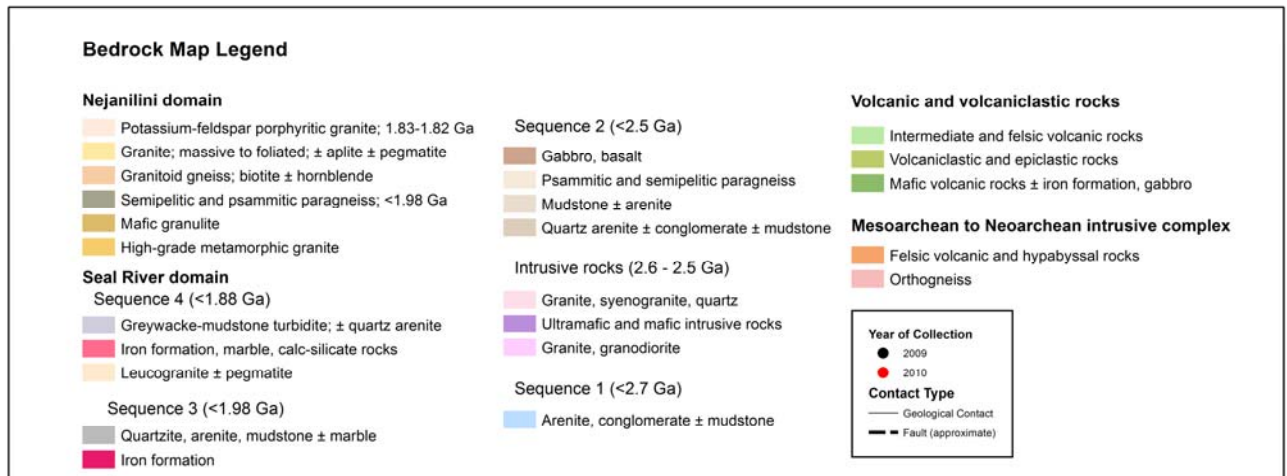 Bedrock Map Legend
Nejanilini domain
Potassium-feldspar porphyritic granite; 1.83-1.82 Ga
Granite; massive to foliated; ± aplite ± pegmatite
Granitoid gneiss; biotite ± hornblende
Semipelitic and psammitic paragneiss; <1.98 Ga
Mafic granulite
High-grade metamorphic granite
Seal River domain
Sequence 4 (<1.88 Ga)
Greywacke-mudstone turbidite; ± quartz arenite
Iron formation, marble, calc-silicate rocks
Leucogranite ± pegmatite
Sequence 3 (<1.98 Ga)
Quartzite, arenite, mudstone ± marble
Iron formation
Sequence 2 (<2.5 Ga)
Gabbro, basalt
Psammitic and semipelitic paragneiss
Mudstone ± arenite
Quartz arenite ± conglomerate ± mudstone
Intrusive rocks (2.6 - 2.5 Ga)
Granite, syenogranite, quartz
Ultramafic and mafic intrusive rocks
Granite, granodiorite
Sequence 1 (<2.7 Ga)
Arenite, conglomerate ± mudstone
Volcanic and volcaniclastic rocks
Intermediate and felsic volcanic rocks
Volcaniclastic and epiclastic rocks
Mafic volcanic rocks ± iron formation, gabbro
Mesoarchean to Neoarchean intrusive complex
Felsic volcanic and hypabyssal rocks
Orthogneiss
Year of Collection
2009
2010
Contact Type
Geological Contact
Fault (approximate)